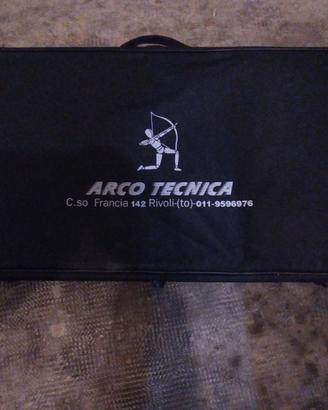 ARCO TECNICA
C.so Francia 142 Rivoli-(to)-011-9596976